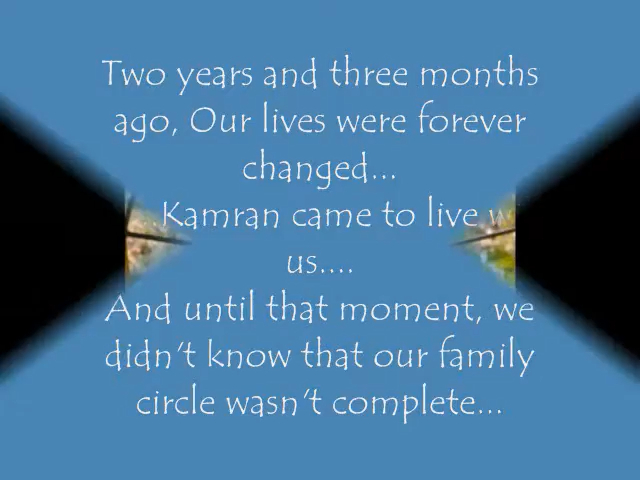 Two years and three months
ago, Our lives were forever
changed...
...Kamran came to live
us....
And until that moment, we
didn't know that our family
circle wasn't complete...